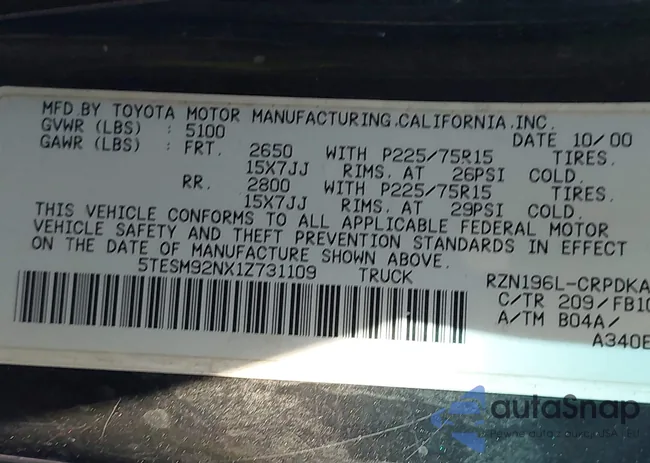 MFD.BY TOYOTA MOTOR MANUFACTURING,CALIFORNIA,INC.
GVWR (LBS) : 5100 DATE 10/00
GAWR (LBS) : FRT. 2650 WITH P225/75R15 TIRES.
15X7JJ RIMS. AT 26PSI COLD.
RR. 2800 WITH P225/75R15 TIRES.
15X7JJ RIMS. AT 29PSI COLD.
THIS VEHICLE CONFORMS TO ALL APPLICABLE FEDERAL MOTOR
VEHICLE SAFETY AND THEFT PREVENTION STANDARDS IN EFFECT
ON THE DATE OF MANUFACTURE SHOWN ABOVE.
5TESM92NX1Z731109 TRUCK
RZN196L-CRPDKA
C/TR 209/FB10
A/TM B04A/
A340E
autoSnap